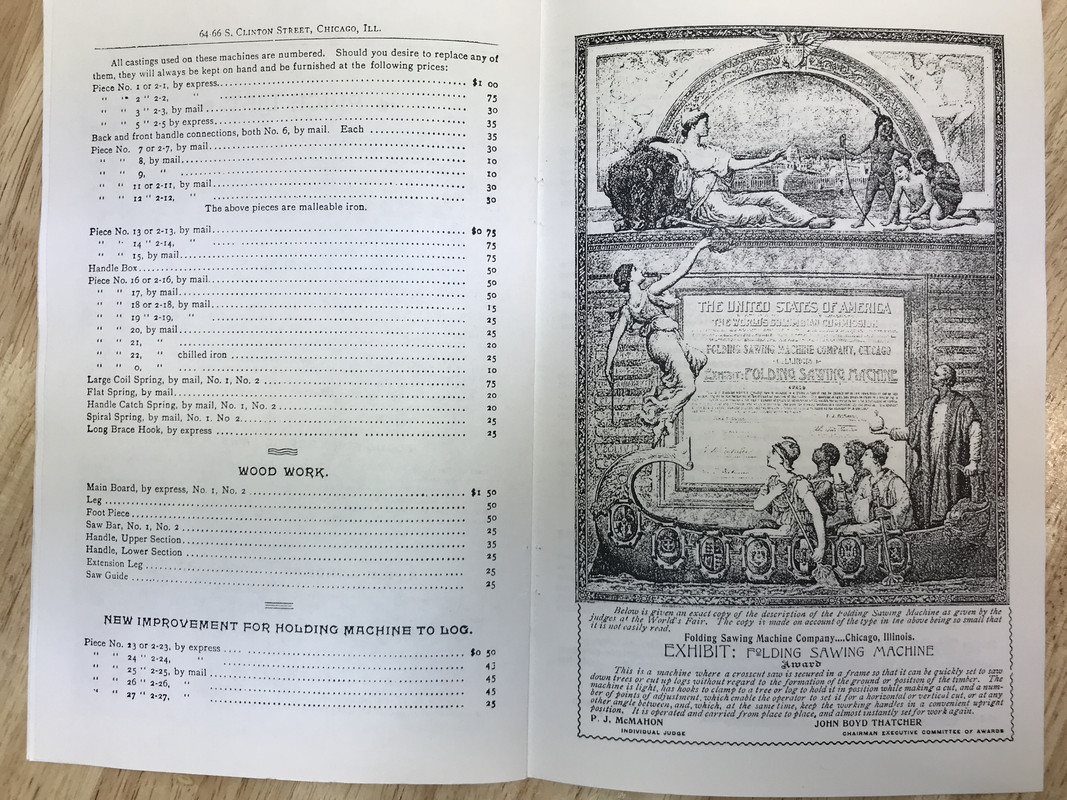 64-66 S. Clinton Street, Chicago, Ill.
All castings used on these machines are numbered. Should you desire to replace any of
them, they will always be kept on hand and be furnished at the following prices:
Piece No. 1 or 2-1, by express.......... $1 00
" " 2 " 2-2, " .......... 75
" " 3 " 2-3, by mail .......... 30
" " 5 " 2-5 by express.......... 35
Back and front handle connections, both No. 6, by mail. Each .......... 35
Piece No. 7 or 2-7, by mail.......... 30
" " 8, by mail.......... 10
" " 9, " .......... 10
" " 11 or 2-11, by mail.......... 30
" " 12 " 2-12, " .......... 50
The above pieces are malleable iron.
Piece No. 13 or 2-13, by mail.......... $0 75
" " 14 " 2-14, " .......... 75
" " 15, by mail.......... 75
Handle Box.......... 50
Piece No. 16 or 2-16, by mail.......... 50
" " 17, by mail.......... 50
" " 18 or 2-18, by mail.......... 15
" " 19 " 2-19, " .......... 25
" " 20, by mail.......... 25
" " 21, " .......... 20
" " 22, " chilled iron .......... 25
" " 0, " .......... 10
Large Coil Spring, by mail, No. 1, No. 2 .......... 75
Flat Spring, by mail.......... 20
Handle Catch Spring, by mail, No. 1, No. 2 .......... 20
Spiral Spring, by mail, No. 1. No 2.......... 25
Long Brace Hook, by express .......... 25
WOOD WORK.
Main Board, by express, No. 1, No. 2 .......... $1 50
Leg .......... 50
Foot Piece .......... 50
Saw Bar, No. 1, No. 2 .......... 25
Handle, Upper Section.......... 35
Handle, Lower Section .......... 25
Extension Leg .......... 25
Saw Guide .......... 25
NEW IMPROVEMENT FOR HOLDING MACHINE TO LOG.
Piece No. 23 or 2-23, by express .... .......... $0 50
" " 24 " 2-24, " .......... 45
" " 25 " 2-25, by mail .......... 45
" " 26 " 2-26, " .......... 45
" " 27 " 2-27, " .......... 25
THE UNITED STATES OF AMERICA
THE WORLD'S COLUMBIAN COMMISSION
FOLDING SAWING MACHINE COMPANY, CHICAGO
EXHIBIT: FOLDING SAWING MACHINE
Below is given an exact copy of the description of the Folding Sawing Machine as given by the
judges at the World's Fair. The copy is made on account of the type in the above being so small that
it is not easily read.
Folding Sawing Machine Company....Chicago, Illinois.
EXHIBIT: FOLDING SAWING MACHINE
Award
This is a machine where a crosscut saw is secured in a frame so that it can be quickly set to saw
down trees or cut up logs without regard to the formation of the ground or position of the timber. The
machine is light, has hooks to clamp to a tree or log to hold it in position while making a cut, and a num-
ber of points of adjustment, which enable the operator to set it for a horizontal or vertical cut, or at any
other angle between, and, which, at the same time, keep the working handles in a convenient upright
position. It is operated and carried from place to place, and almost instantly set for work again.
P. J. McMAHON JOHN BOYD THATCHER
INDIVIDUAL JUDGE CHAIRMAN EXECUTIVE COMMITTEE OF AWARDS